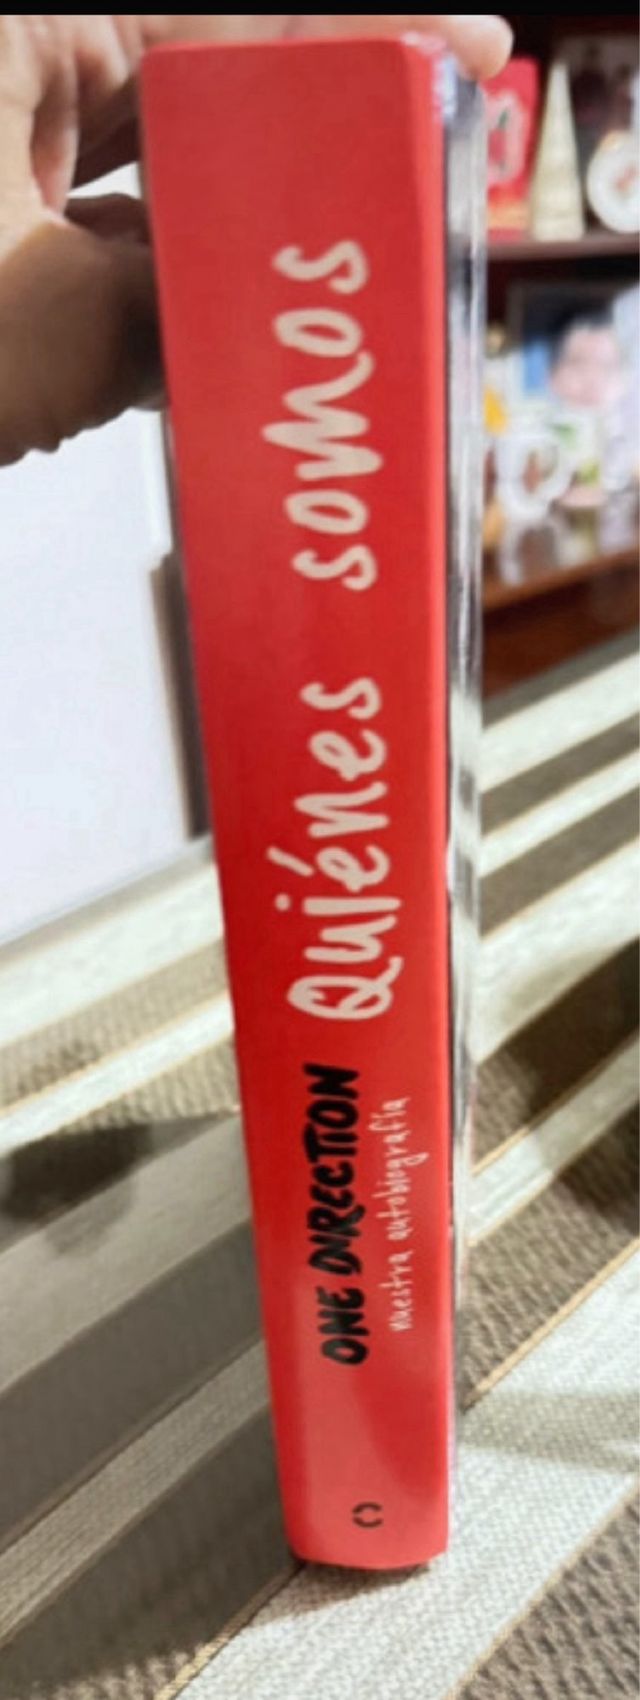 ONE DIRECTION
nuestra autobiografía
Quiénes somos